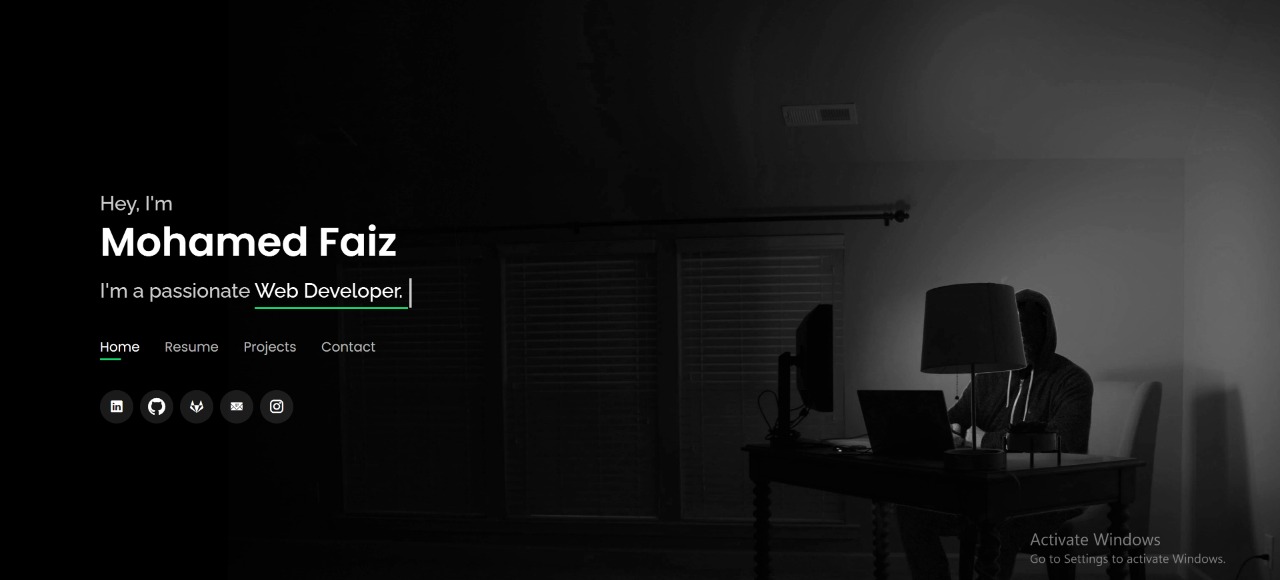 Hey, I'm
Mohamed Faiz
I'm a passionate Web Developer.
Home Resume Projects Contact
Activate Windows
Go to Settings to activate Windows.